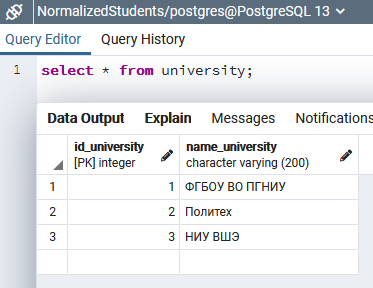 NormalizedStudents/postgres@PostgreSQL 13
Query Editor Query History
1 select * from university;
Data Output Explain Messages Notifications
id_university name_university
[PK] integer character varying (200)
1 1 ФГБОУ ВО ПГНИУ
2 2 Политех
3 3 НИУ ВШЭ